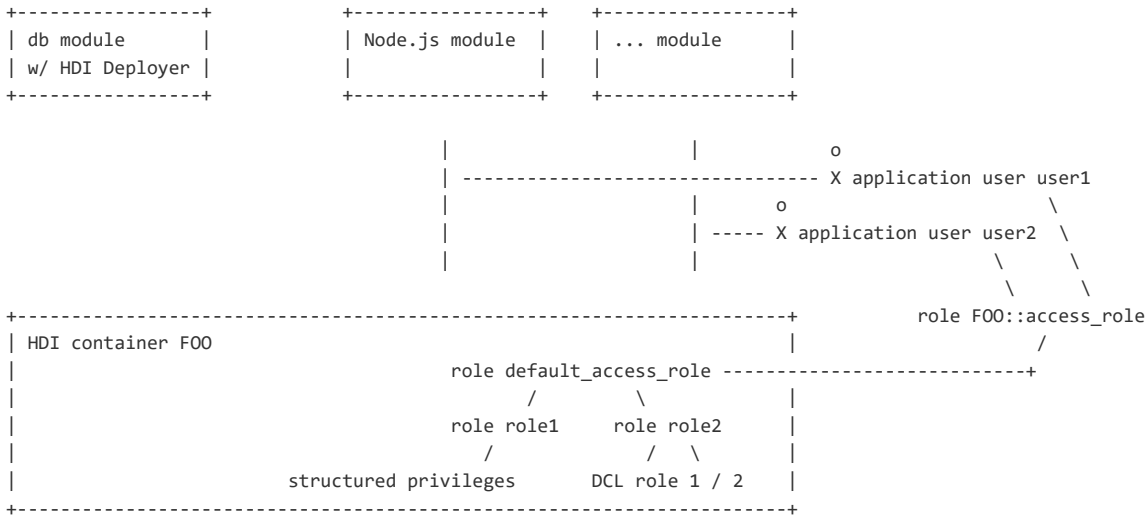 db module Node.js module ... module
w/ HDI Deployer
o
X application user user1
o
X application user user2
role FOO::access_role
HDI container FOO
role default_access_role
role role1 role role2
structured privileges DCL role 1 / 2